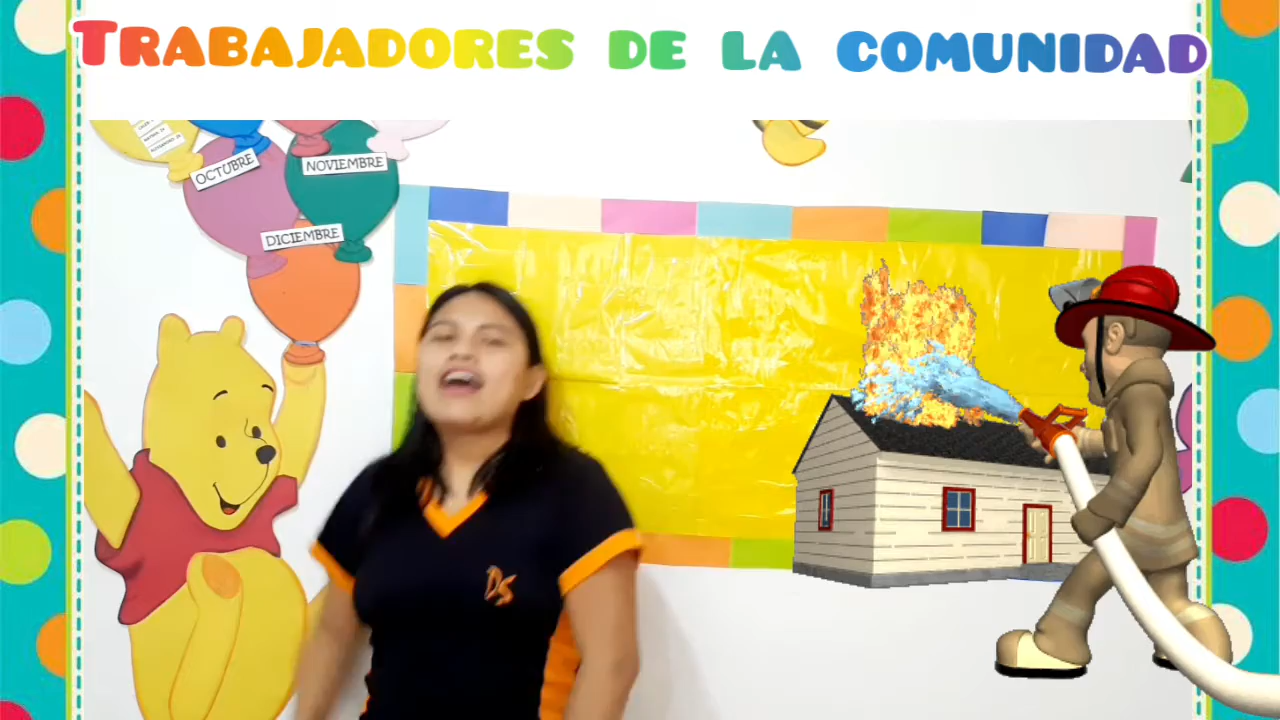 TRABAJADORES DE LA COMUNIDAD
OCTUBRE
NOVIEMBRE
DICIEMBRE
DS